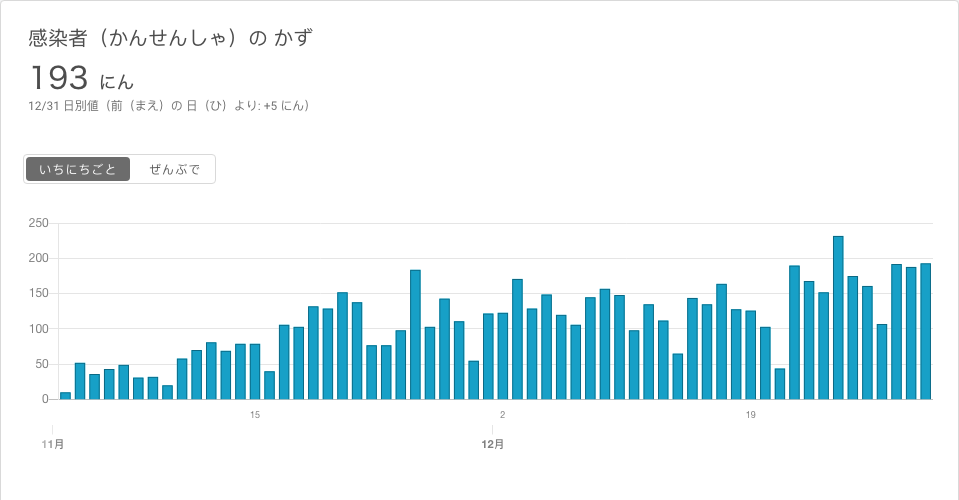 感染者（かんせんしゃ）の かず
193 にん
12/31 日別値（前（まえ）の 日（ひ）より: +5 にん）
いちにちごと ぜんぶで
250
200
150
100
50
0
15 2 19
11月 12月